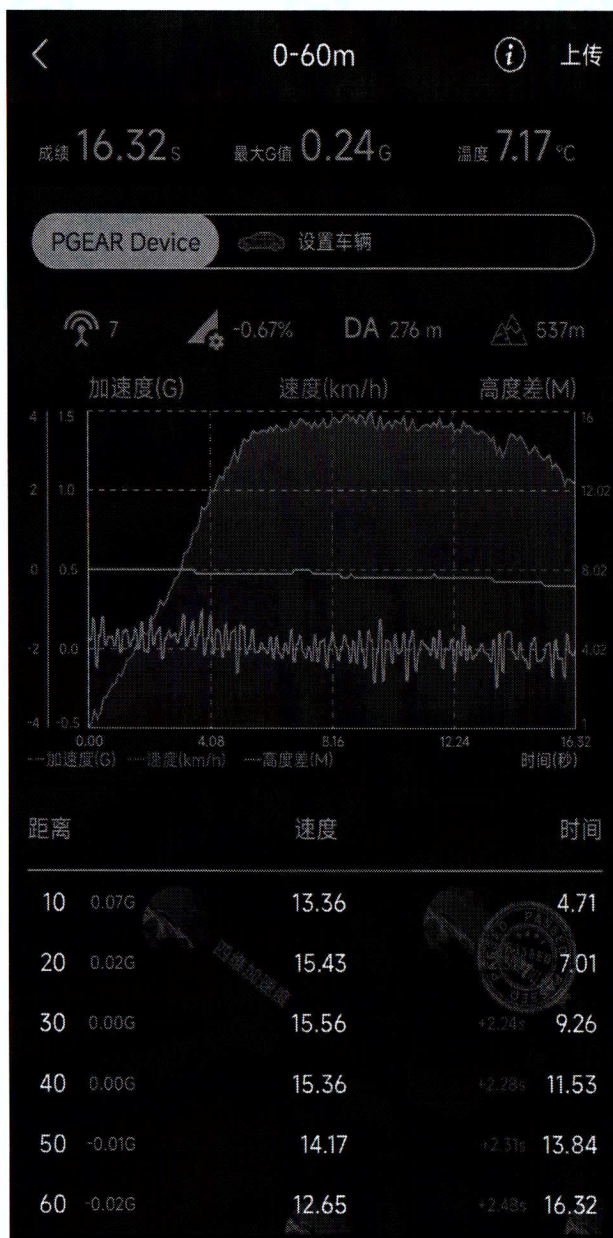 0-60m
上传
成绩 16.32 S 最大G值 0.24 G 温度 7.17 °C
PGEAR Device 设置车辆
7 -0.67% DA 276 m 537m
加速度(G) 速度(km/h) 高度差(M)
4 1.5 16
2 1.0 12.02
0 0.5 8.02
-2 0.0 4.02
-4 -0.5 1
0.00 4.08 8.16 12.24 16.32
加速度(G) 速度(km/h) 高度差(M) 时间(秒)
距离 速度 时间
10 0.07G 13.36 4.71
20 0.02G 15.43 7.01
30 0.00G 15.56 +2.24s 9.26
40 0.00G 15.36 +2.28s 11.53
50 -0.01G 14.17 +2.31s 13.84
60 -0.02G 12.65 +2.48s 16.32